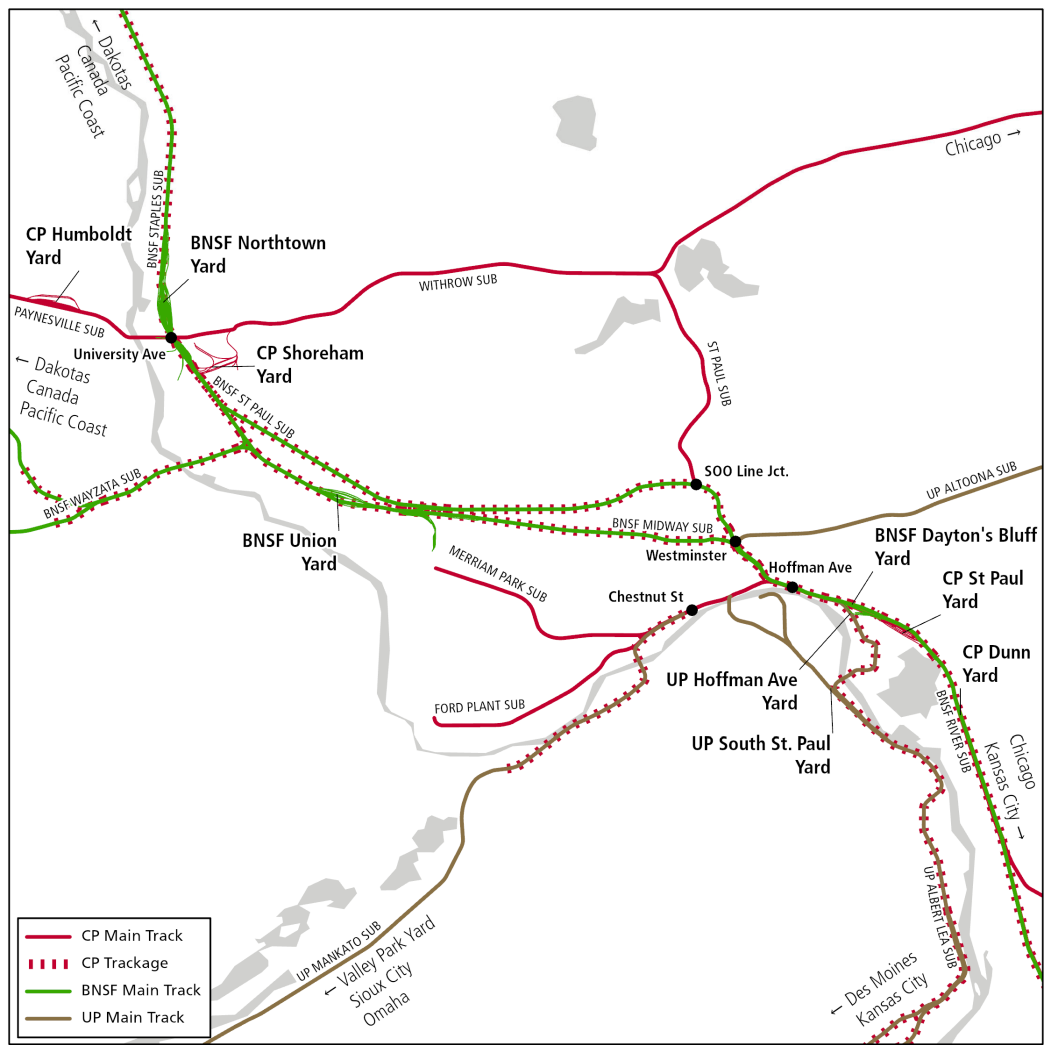 ← Dakotas
Canada
Pacific Coast
Chicago →
BNSF STAPLES SUB
CP Humboldt
Yard
BNSF Northtown
Yard
WITHROW SUB
PAYNESVILLE SUB
University Ave
CP Shoreham
Yard
ST PAUL SUB
← Dakotas
Canada
Pacific Coast
BNSF ST PAUL SUB
SOO Line Jct.
BNSF WAYZATA SUB
UP ALTOONA SUB
BNSF MIDWAY SUB
BNSF Union
Yard
Westminster
BNSF Dayton's Bluff
Yard
MERRIAM PARK SUB
Hoffman Ave
CP St Paul
Yard
Chestnut St
CP Dunn
Yard
UP Hoffman Ave
Yard
FORD PLANT SUB
BNSF RIVER SUB
UP South St. Paul
Yard
Chicago
Kansas City →
UP ALBERT LEA SUB
UP MANKATO SUB
← Valley Park Yard
Sioux City
Omaha
← Des Moines
Kansas City
CP Main Track
CP Trackage
BNSF Main Track
UP Main Track